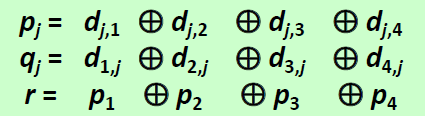 pj = dj,1 ⊕ dj,2 ⊕ dj,3 ⊕ dj,4
qj = d1,j ⊕ d2,j ⊕ d3,j ⊕ d4,j
r = p1 ⊕ p2 ⊕ p3 ⊕ p4